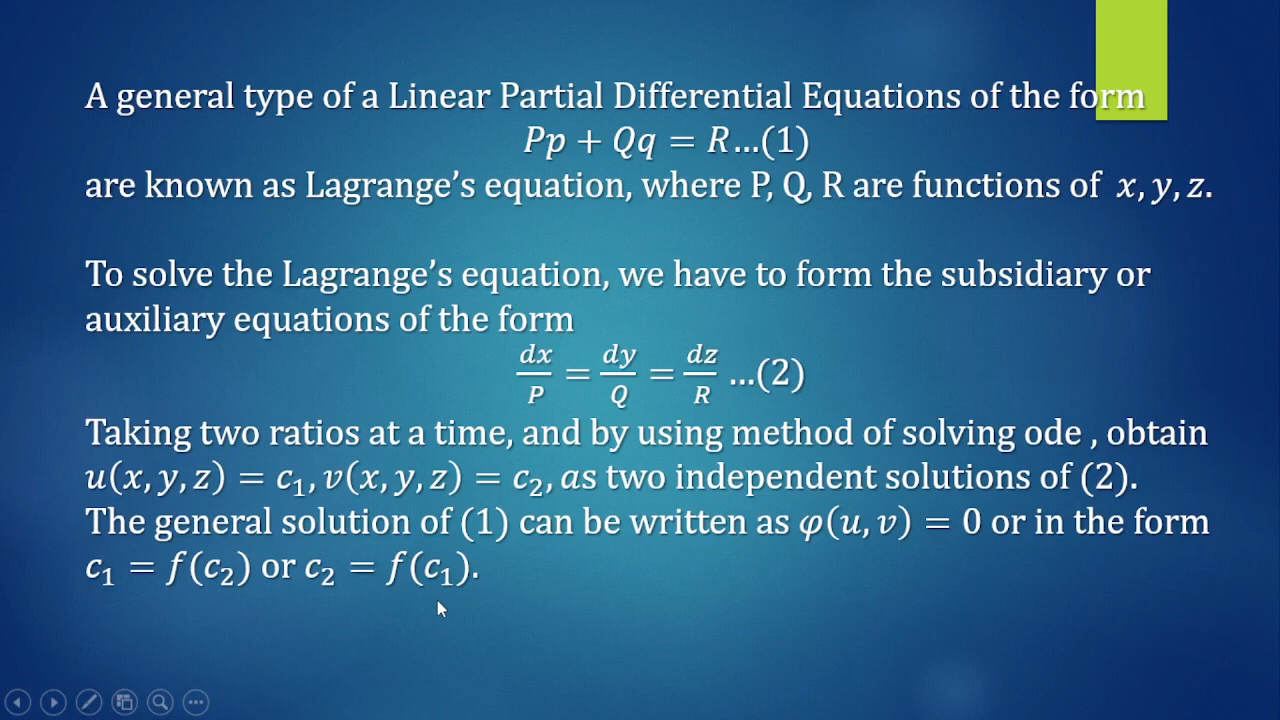 A general type of a Linear Partial Differential Equations of the form
Pp + Qq = R…(1)
are known as Lagrange’s equation, where P, Q, R are functions of x, y, z.
To solve the Lagrange’s equation, we have to form the subsidiary or
auxiliary equations of the form
dx/P = dy/Q = dz/R …(2)
Taking two ratios at a time, and by using method of solving ode , obtain
u(x, y, z) = c₁, v(x, y, z) = c₂, as two independent solutions of (2).
The general solution of (1) can be written as φ(u, v) = 0 or in the form
c₁ = f(c₂) or c₂ = f(c₁).